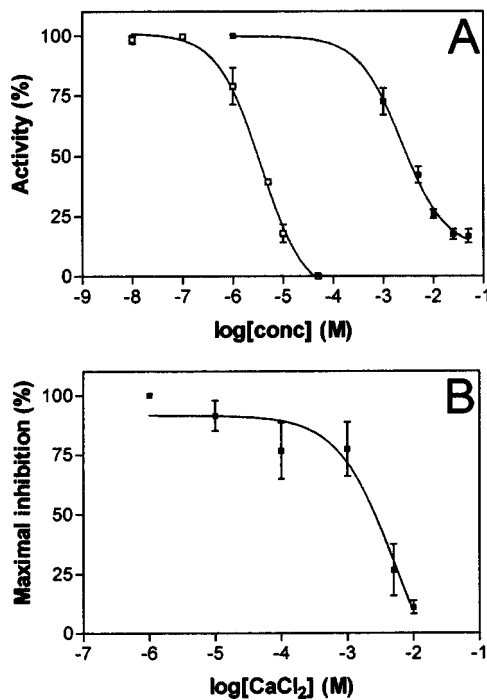 A
100
75
50
25
0
Activity (%)
-9 -8 -7 -6 -5 -4 -3 -2 -1
log[conc] (M)
B
100
75
50
25
0
Maximal inhibition (%)
-7 -6 -5 -4 -3 -2 -1
log[CaCl₂] (M)